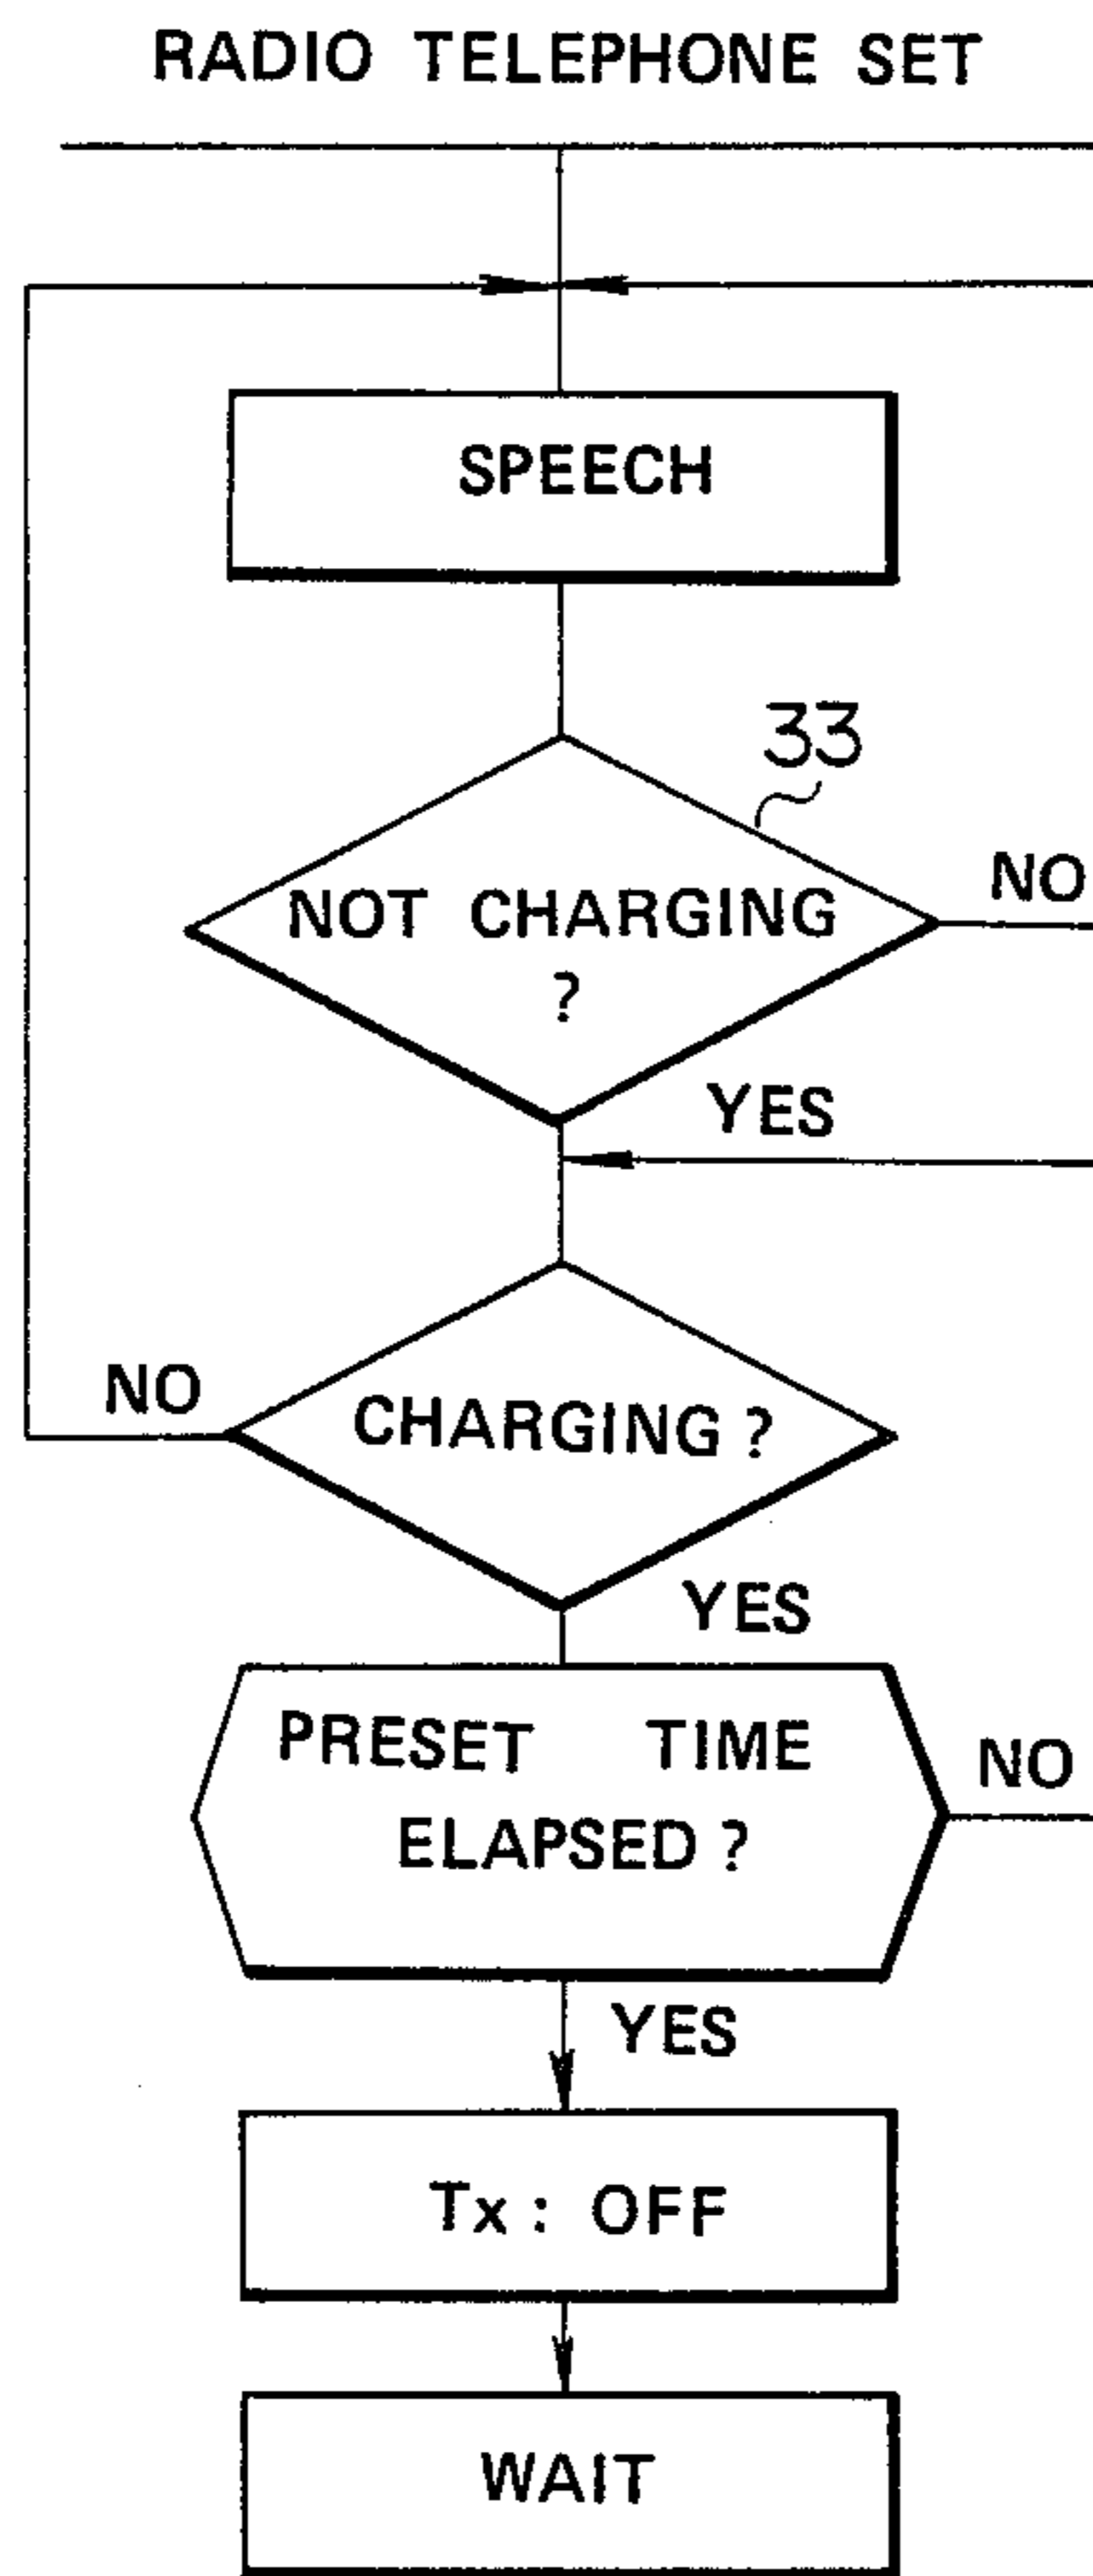 RADIO TELEPHONE SET
SPEECH
33
NOT CHARGING
?
NO
YES
CHARGING ?
NO
YES
PRESET TIME
ELAPSED ?
NO
YES
Tx : OFF
WAIT